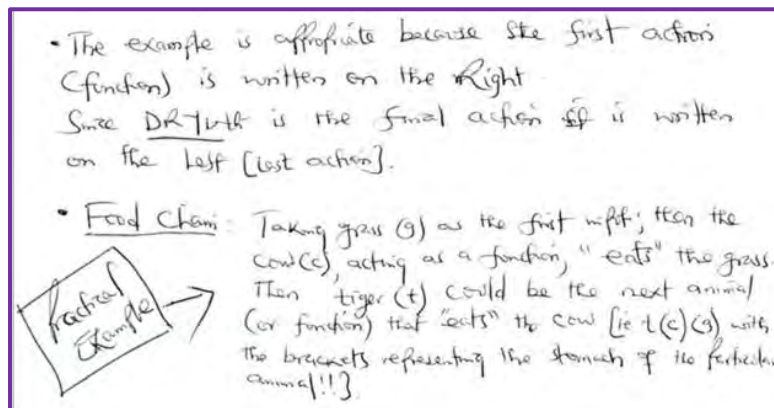 • The example is appropriate because the first action
(function) is written on the Right
Since is the final action is written
on the Left [last action].
• Food Chain: Taking grass (g) as the first input; then the
cow (c), acting as a function, "eats" the grass.
Then tiger (t) could be the next animal
(or function) that "eats" the cow [ie t(c)(g) with
the brackets representing the stomach of the particular
animal!!}
Practical
Example